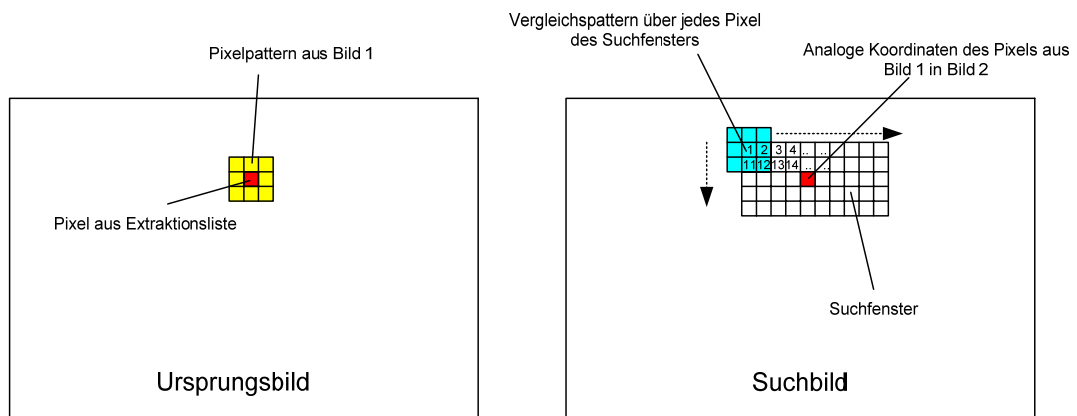 Pixelpattern aus Bild 1
Pixel aus Extraktionsliste
Ursprungsbild
Vergleichspattern über jedes Pixel
des Suchfensters
Analoge Koordinaten des Pixels aus
Bild 1 in Bild 2
1 2 3 4 .. ..
11 12 13 14 .. ..
Suchfenster
Suchbild